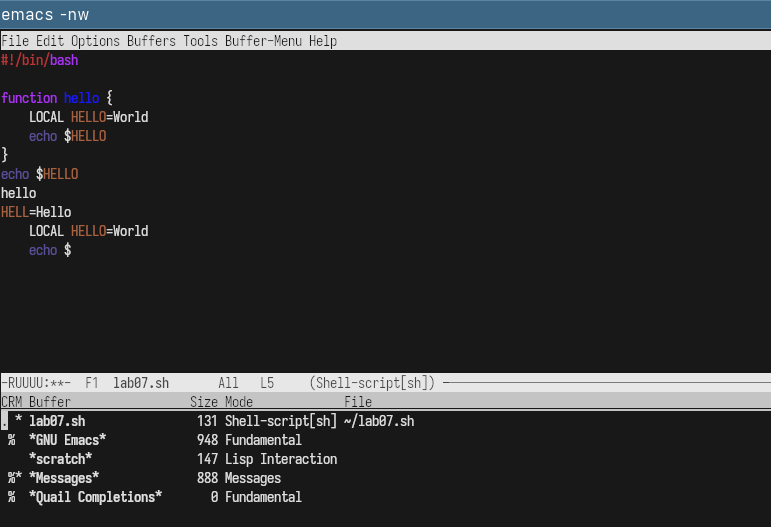 emacs -nw
File Edit Options Buffers Tools Buffer-Menu Help
#!/bin/bash
function hello {
    LOCAL HELLO=World
    echo $HELLO
}
echo $HELLO
hello
HELL=Hello
    LOCAL HELLO=World
    echo $
-RUUUU:**-  F1  lab07.sh       All   L5     (Shell-script[sh])
CRM Buffer                 Size Mode             File
. * lab07.sh                131 Shell-script[sh] ~/lab07.sh
 %  *GNU Emacs*             948 Fundamental
    *scratch*               147 Lisp Interaction
 %* *Messages*              888 Messages
 %  *Quail Completions*       0 Fundamental